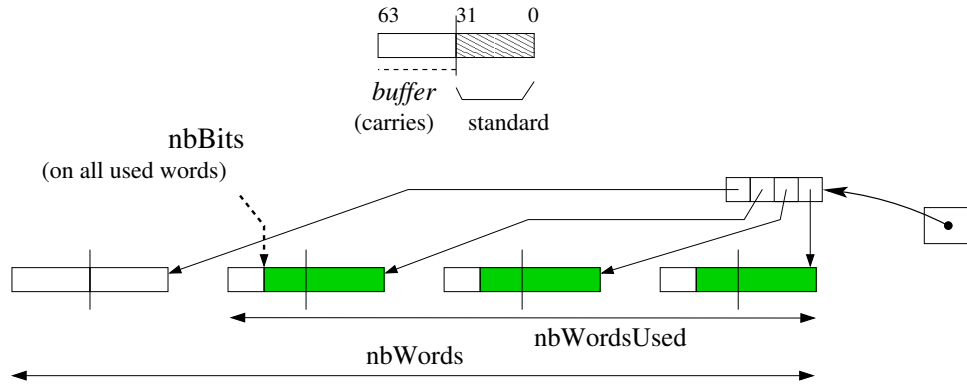 63 31 0
buffer
(carries) standard
nbBits
(on all used words)
nbWordsUsed
nbWords